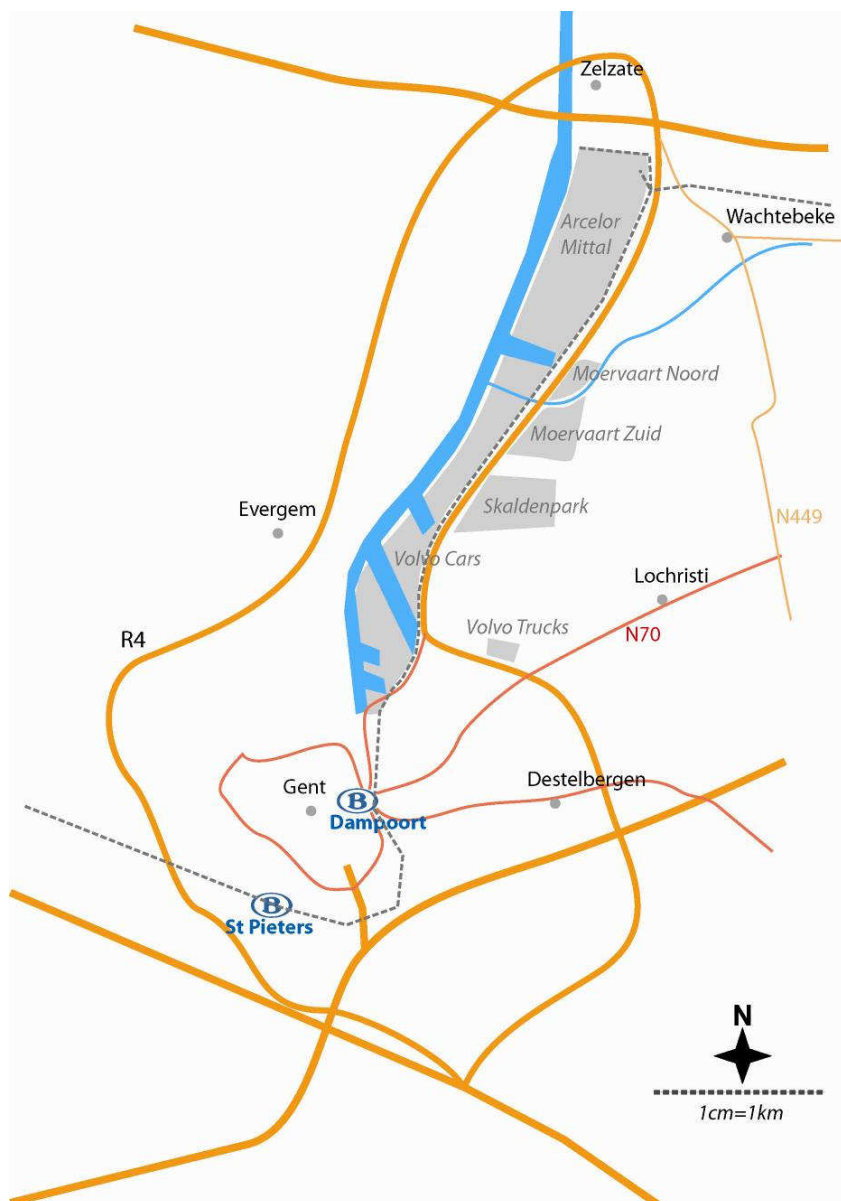 Zelzate
Wachtebeke
Arcelor
Mittal
Moervaart Noord
Moervaart Zuid
Skaldenpark
Evergem
N449
Volvo Cars
Lochristi
Volvo Trucks
N70
R4
Gent
B
Dampoort
Destelbergen
B
St Pieters
N
1cm=1km